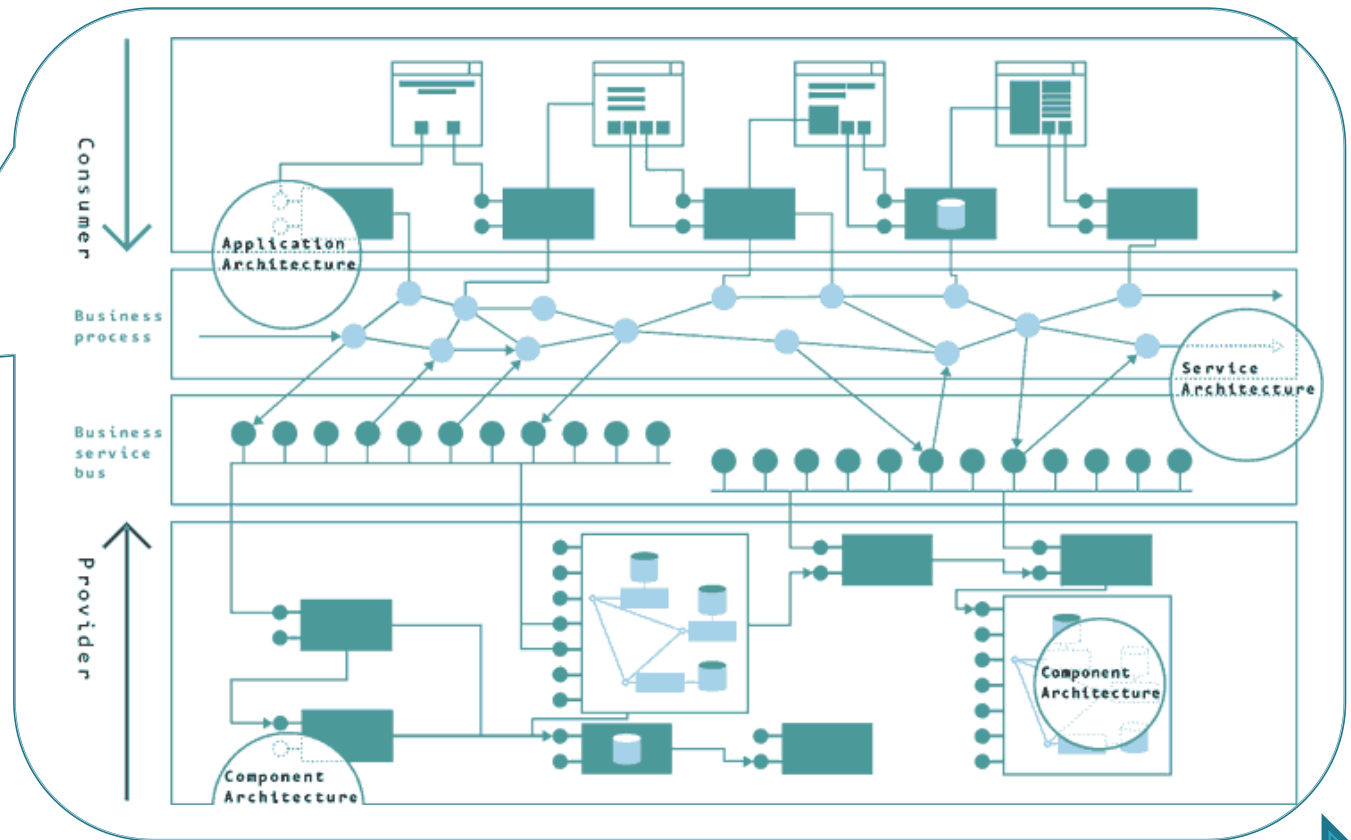 Consumer
Application
Architecture
Business
process
Service
Architecture
Business
service
bus
Provider
Component
Architecture
Component
Architecture